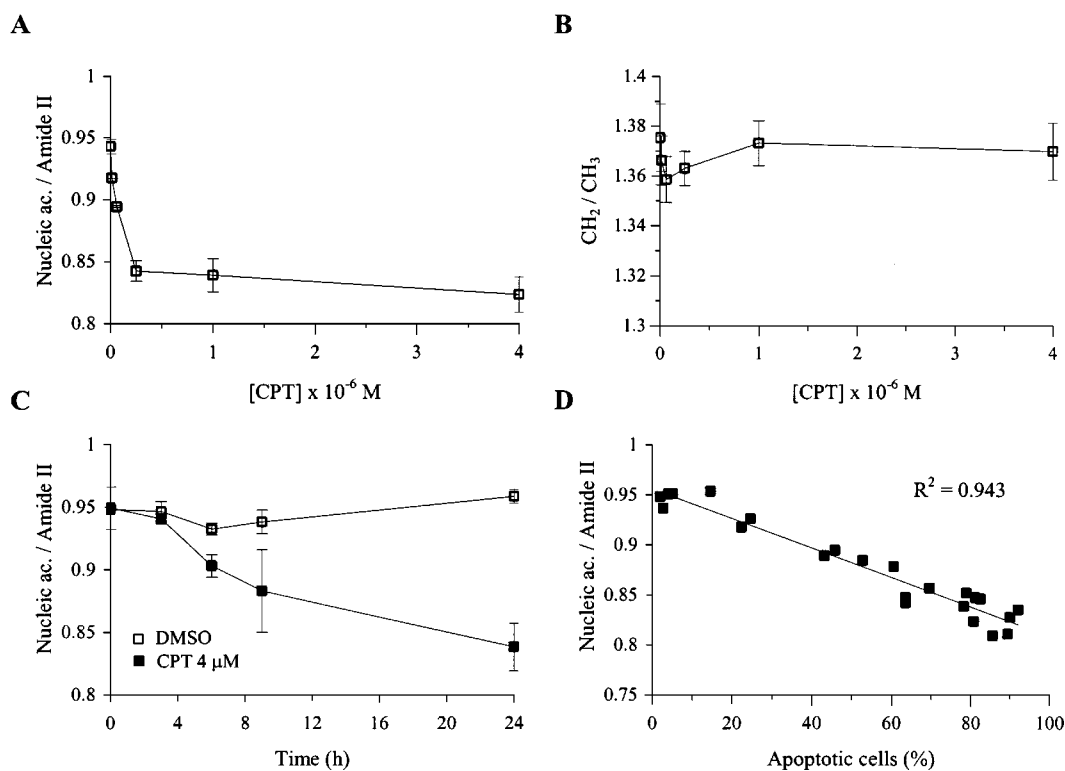 A
Nucleic ac. / Amide II
1
0.95
0.9
0.85
0.8
0 1 2 3 4
[CPT] x 10⁻⁶ M
B
CH₂ / CH₃
1.4
1.38
1.36
1.34
1.32
1.3
0 1 2 3 4
[CPT] x 10⁻⁶ M
C
Nucleic ac. / Amide II
1
0.95
0.9
0.85
0.8
DMSO
CPT 4 µM
0 4 8 12 16 20 24
Time (h)
D
Nucleic ac. / Amide II
1
0.95
0.9
0.85
0.8
0.75
R² = 0.943
0 20 40 60 80 100
Apoptotic cells (%)